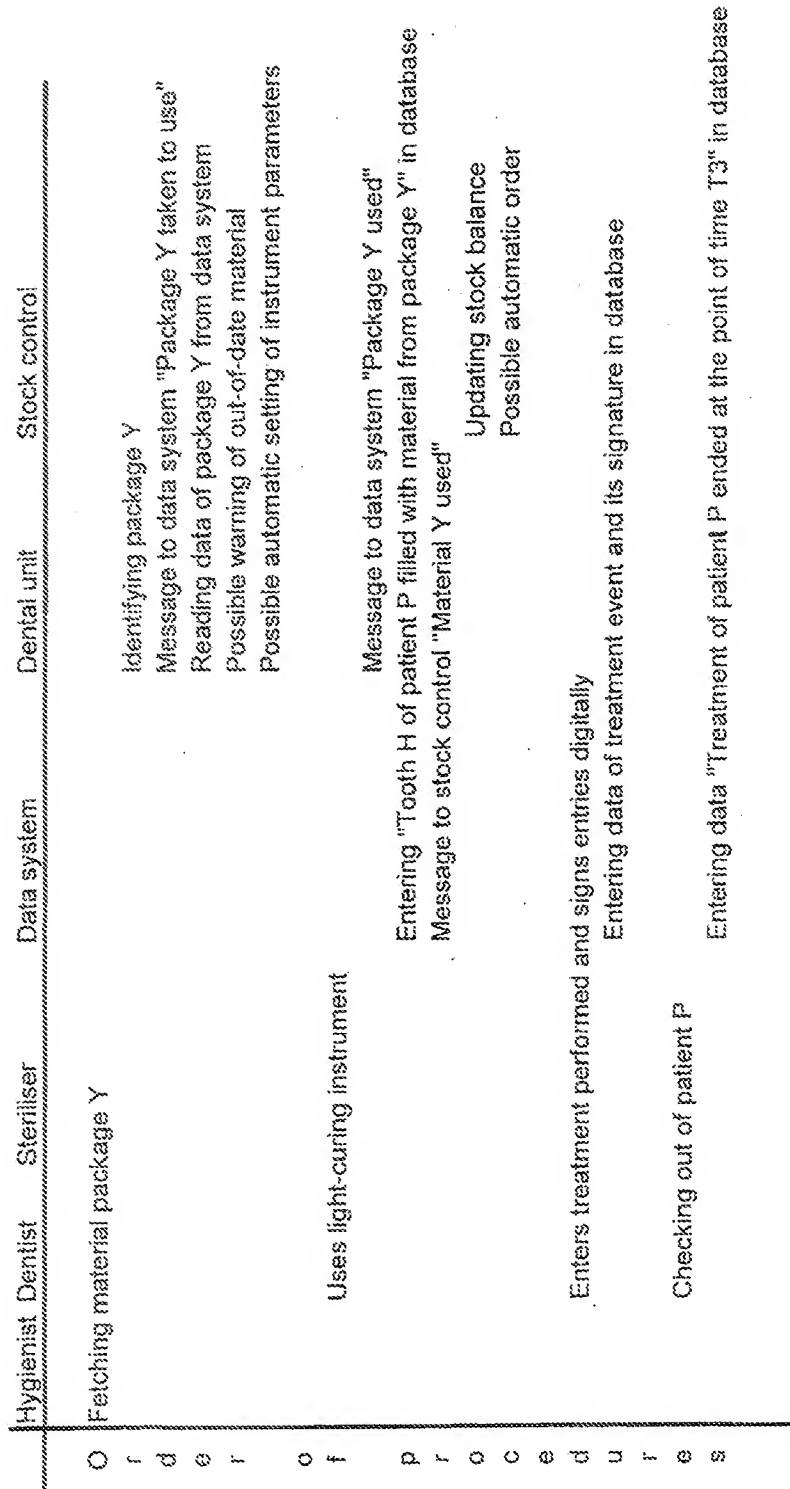 Hygienist Dentist Steriliser Data system Dental unit Stock control
Order of procedures
Fetching material package Y
Identifying package Y
Message to data system "Package Y taken to use"
Reading data of package Y from data system
Possible warning of out-of-date material
Possible automatic setting of instrument parameters
Uses light-curing instrument
Message to data system "Package Y used"
Entering "Tooth H of patient P filled with material from package Y" in database
Message to stock control "Material Y used"
Updating stock balance
Possible automatic order
Enters treatment performed and signs entries digitally
Entering data of treatment event and its signature in database
Checking out of patient P
Entering data "Treatment of patient P ended at the point of time T3" in database